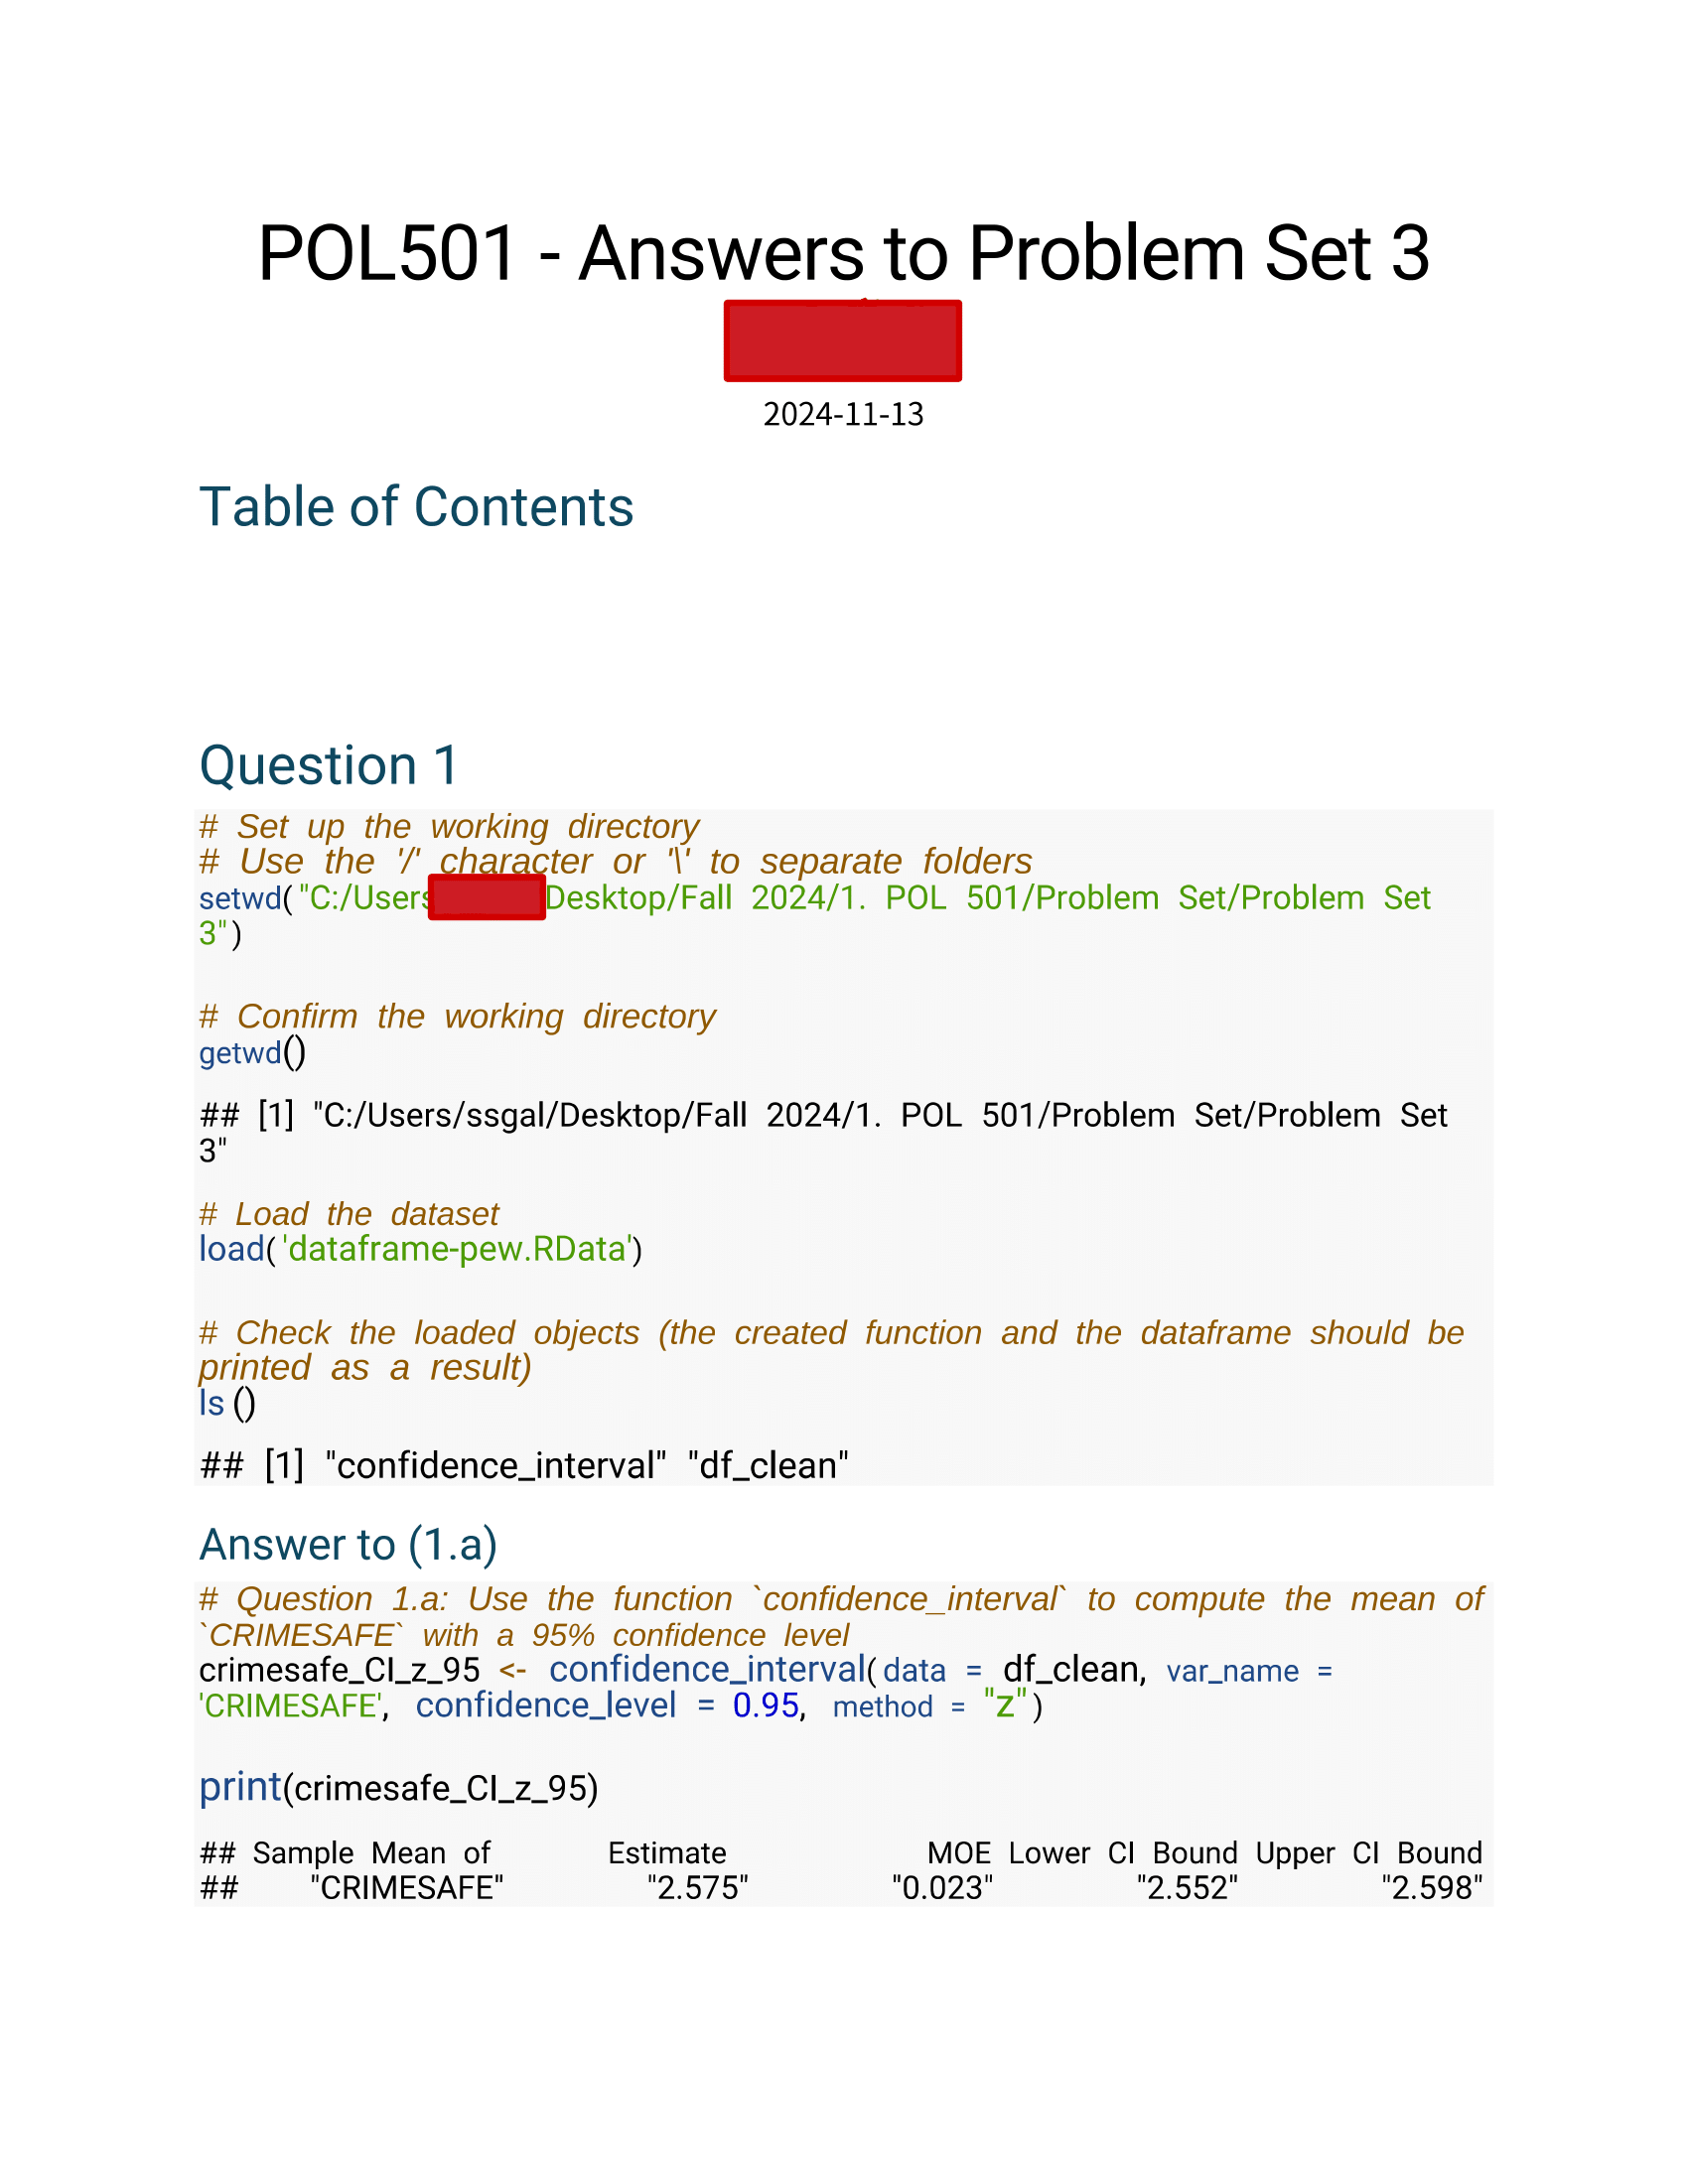 POL501 - Answers to Problem Set 3
2024-11-13
Table of Contents
Question 1
# Set up the working directory
# Use the '/' character or '\' to separate folders
setwd("C:/Users Desktop/Fall 2024/1. POL 501/Problem Set/Problem Set
3")
# Confirm the working directory
getwd()
## [1] "C:/Users/ssgal/Desktop/Fall 2024/1. POL 501/Problem Set/Problem Set
3"
# Load the dataset
load('dataframe-pew.RData')
# Check the loaded objects (the created function and the dataframe should be
printed as a result)
ls()
## [1] "confidence_interval" "df_clean"
Answer to (1.a)
# Question 1.a: Use the function `confidence_interval` to compute the mean of
`CRIMESAFE` with a 95% confidence level
crimesafe_CI_z_95 <- confidence_interval(data = df_clean, var_name =
'CRIMESAFE', confidence_level = 0.95, method = "z")
print(crimesafe_CI_z_95)
## Sample Mean of Estimate MOE Lower CI Bound Upper CI Bound
## "CRIMESAFE" "2.575" "0.023" "2.552" "2.598"